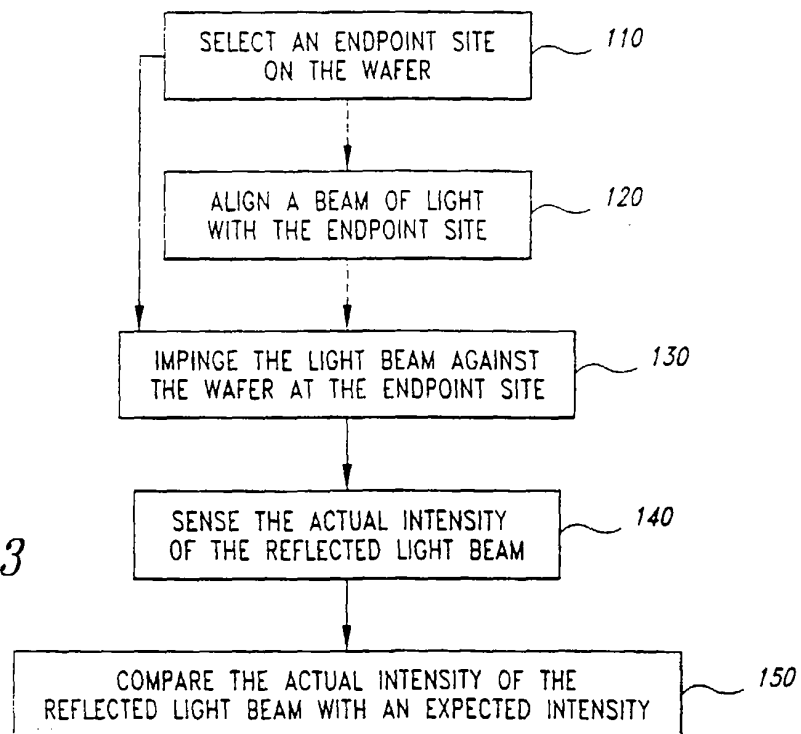 SELECT AN ENDPOINT SITE
ON THE WAFER
110
ALIGN A BEAM OF LIGHT
WITH THE ENDPOINT SITE
120
IMPINGE THE LIGHT BEAM AGAINST
THE WAFER AT THE ENDPOINT SITE
130
SENSE THE ACTUAL INTENSITY
OF THE REFLECTED LIGHT BEAM
140
3
COMPARE THE ACTUAL INTENSITY OF THE
REFLECTED LIGHT BEAM WITH AN EXPECTED INTENSITY
150